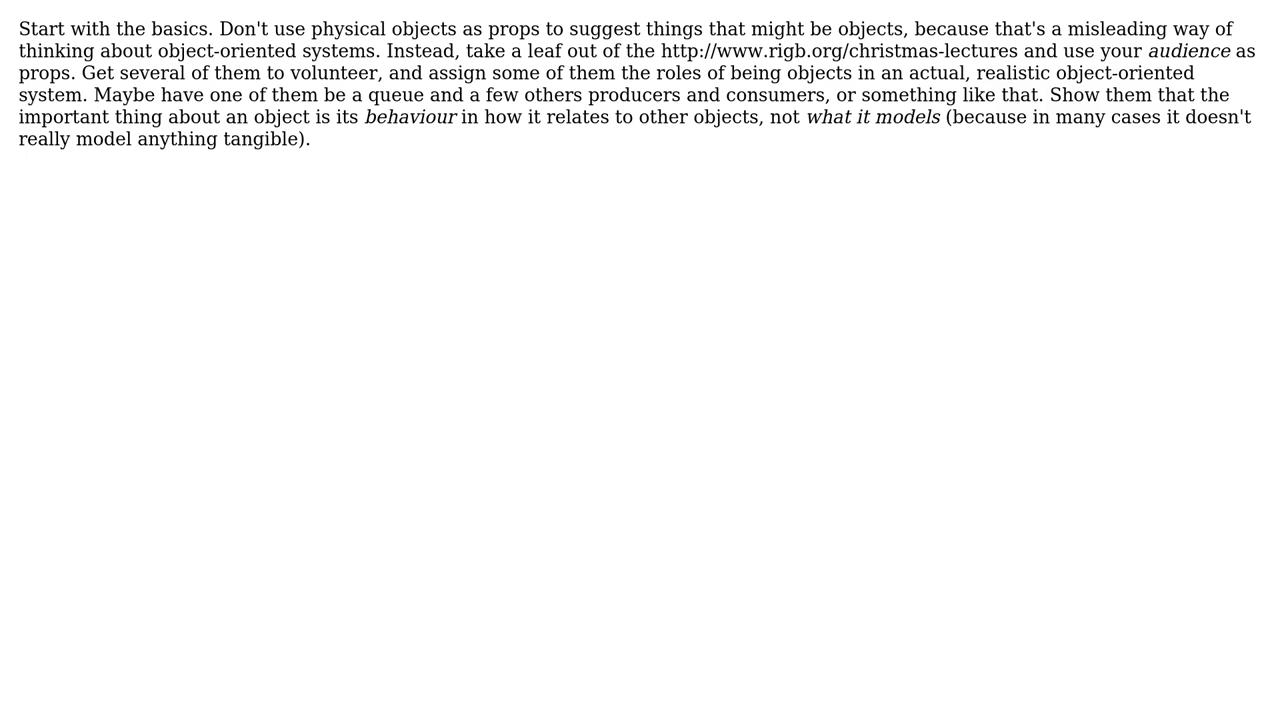 Start with the basics. Don't use physical objects as props to suggest things that might be objects, because that's a misleading way of
thinking about object-oriented systems. Instead, take a leaf out of the http://www.rigb.org/christmas-lectures and use your audience as
props. Get several of them to volunteer, and assign some of them the roles of being objects in an actual, realistic object-oriented
system. Maybe have one of them be a queue and a few others producers and consumers, or something like that. Show them that the
important thing about an object is its behaviour in how it relates to other objects, not what it models (because in many cases it doesn't
really model anything tangible).